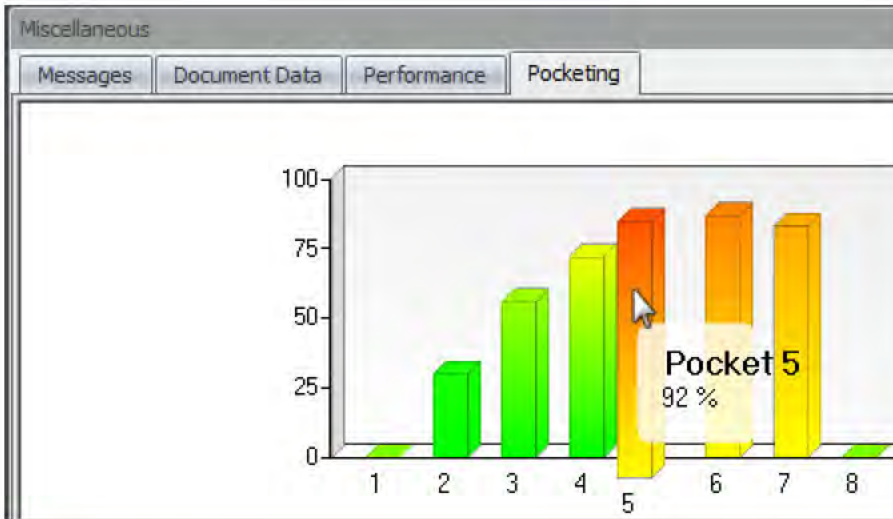 Miscellaneous
Messages Document Data Performance Pocketing
100
75
50
25
0
Pocket 5
92 %
1 2 3 4 5 6 7 8